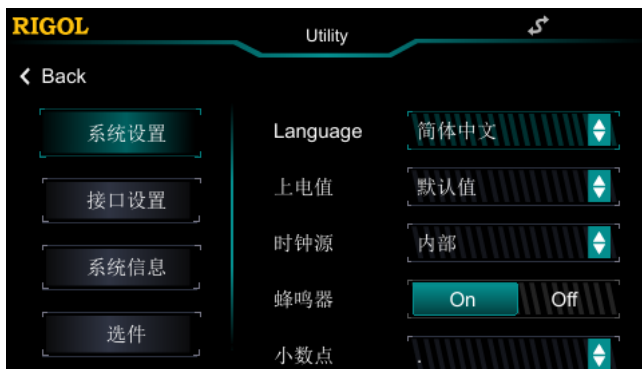 RIGOL
Utility
Back
系统设置
接口设置
系统信息
选件
Language 简体中文
上电值 默认值
时钟源 内部
蜂鸣器 On Off
小数点 .